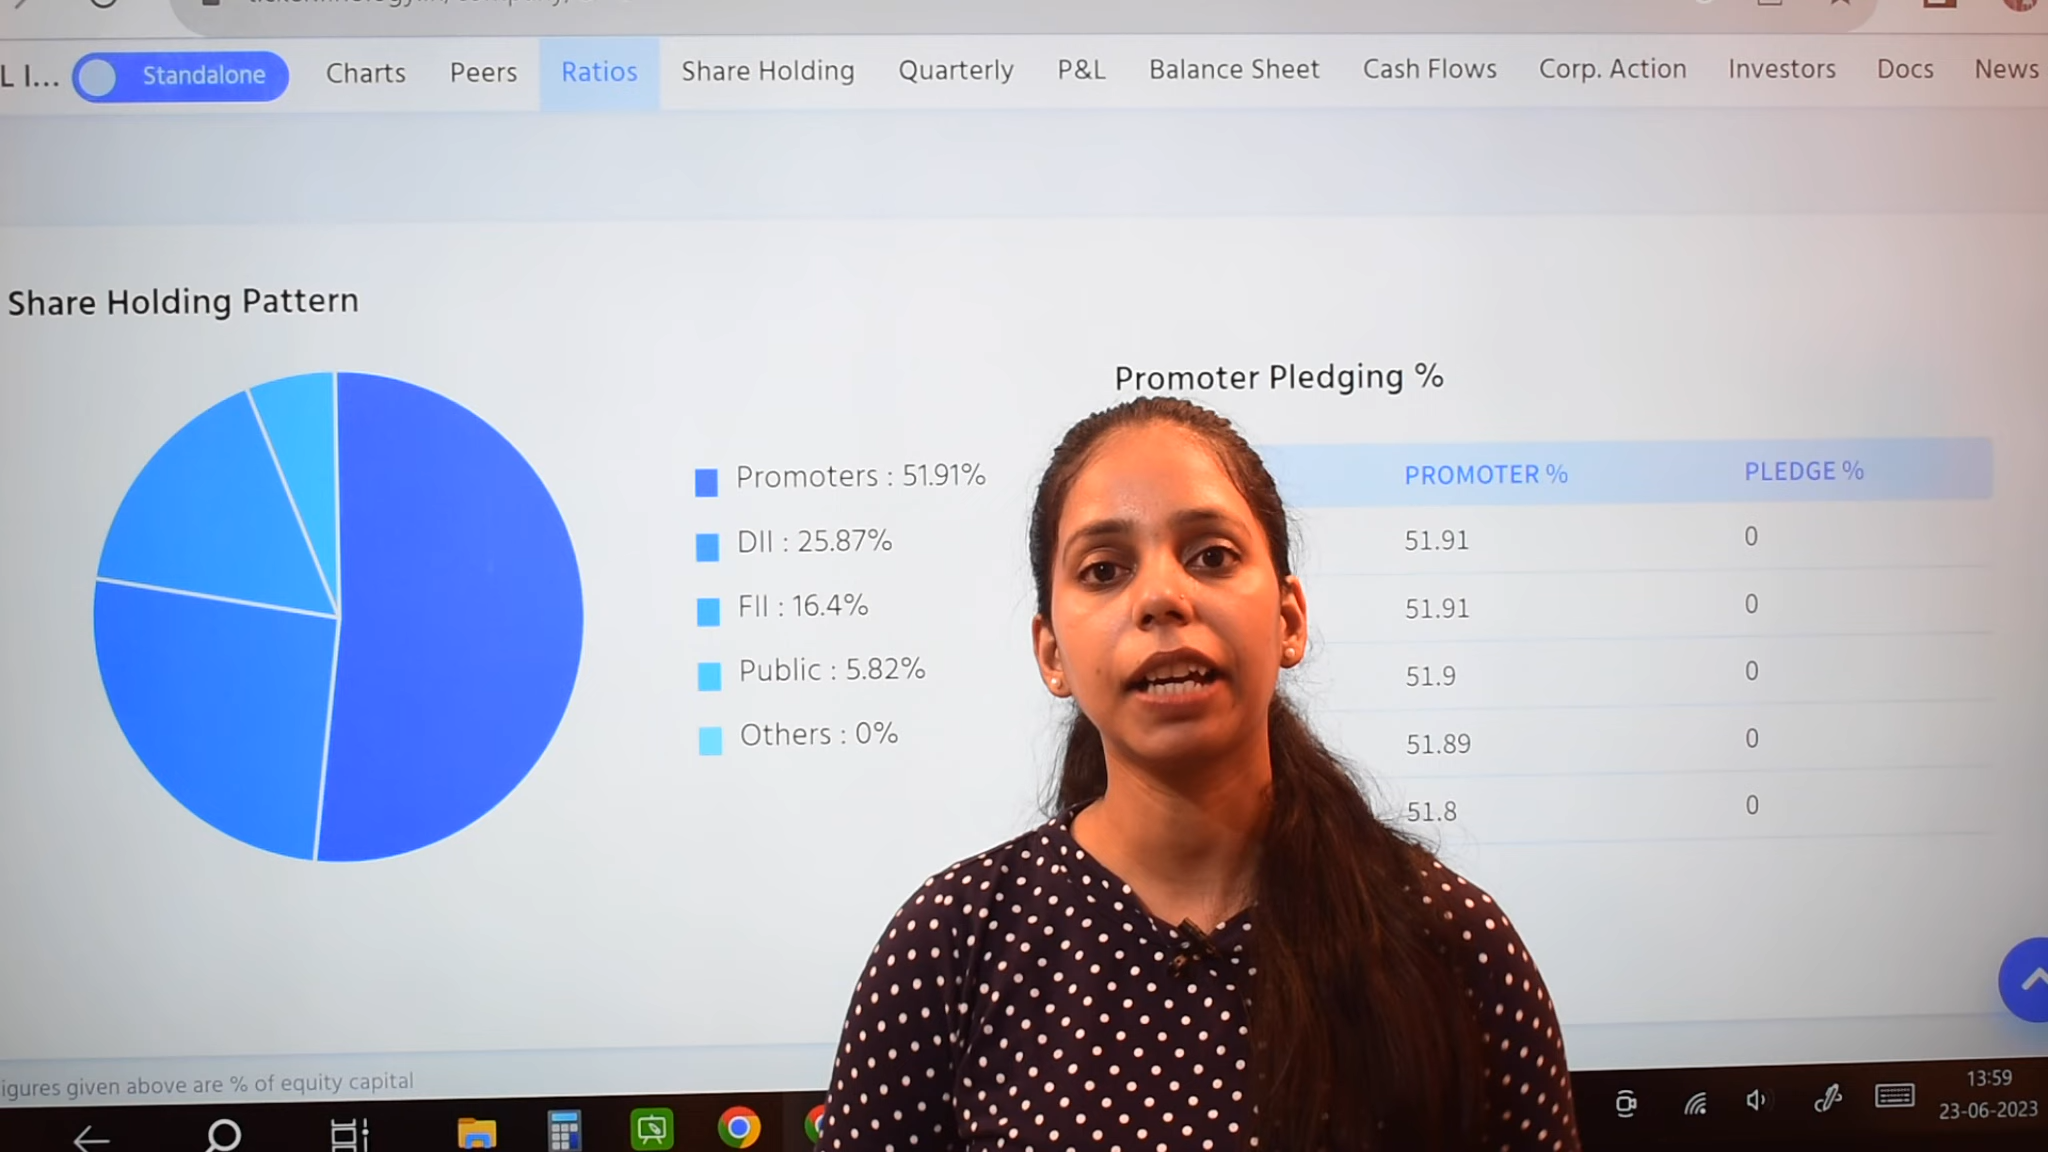 L I... Standalone Charts Peers Ratios Share Holding Quarterly P&L Balance Sheet Cash Flows Corp. Action Investors Docs News
Share Holding Pattern
Promoters : 51.91%
DII : 25.87%
FII : 16.4%
Public : 5.82%
Others : 0%
Promoter Pledging %
PROMOTER % PLEDGE %
51.91 0
51.91 0
51.9 0
51.89 0
51.8 0
igures given above are % of equity capital
13:59
23-06-2023